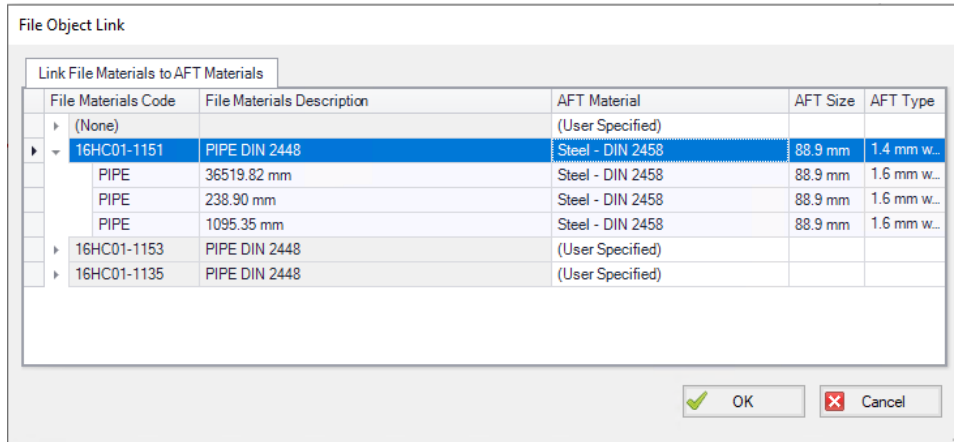 File Object Link
Link File Materials to AFT Materials
File Materials Code File Materials Description AFT Material AFT Size AFT Type
(None) (User Specified)
16HC01-1151 PIPE DIN 2448 Steel - DIN 2458 88.9 mm 1.4 mm w...
PIPE 36519.82 mm Steel - DIN 2458 88.9 mm 1.6 mm w...
PIPE 238.90 mm Steel - DIN 2458 88.9 mm 1.6 mm w...
PIPE 1095.35 mm Steel - DIN 2458 88.9 mm 1.6 mm w...
16HC01-1153 PIPE DIN 2448 (User Specified)
16HC01-1135 PIPE DIN 2448 (User Specified)
OK Cancel